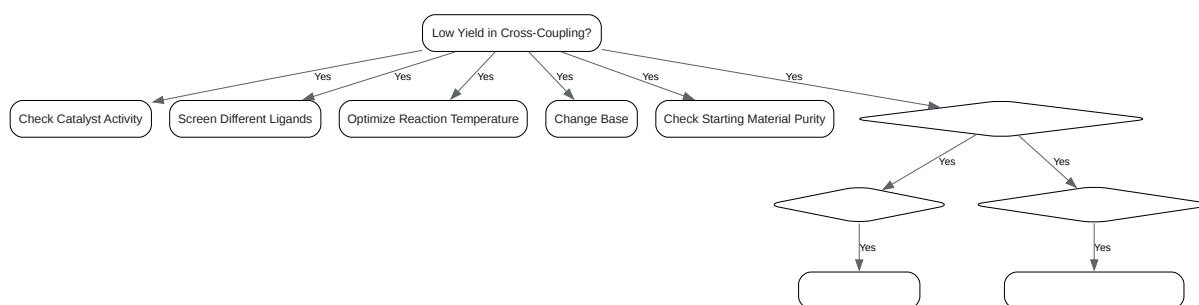 Low Yield in Cross-Coupling?
Yes
Yes
Yes
Yes
Yes
Yes
Check Catalyst Activity
Screen Different Ligands
Optimize Reaction Temperature
Change Base
Check Starting Material Purity
Yes
Yes
Yes
Yes